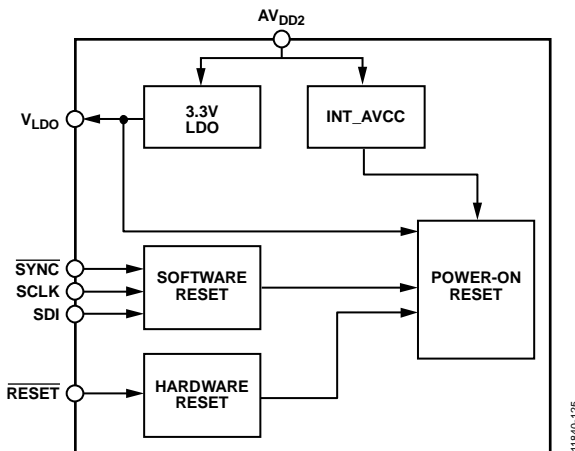 AVDD2
3.3V
LDO
INT_AVCC
VLDO
SYNC
SCLK
SDI
SOFTWARE
RESET
POWER-ON
RESET
RESET
HARDWARE
RESET
11840-125